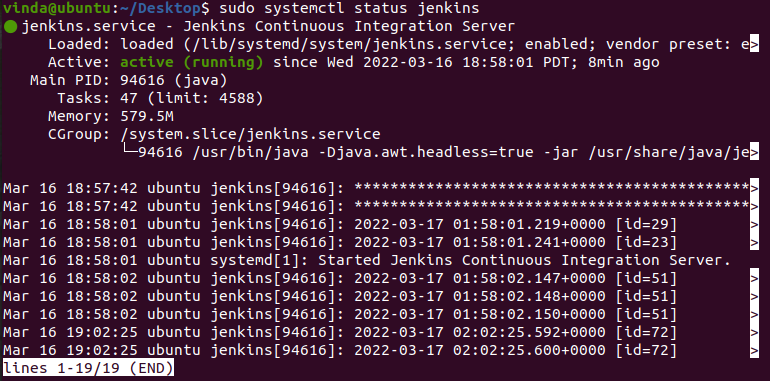 vinda@ubuntu:~/Desktop$ sudo systemctl status jenkins
● jenkins.service - Jenkins Continuous Integration Server
     Loaded: loaded (/lib/systemd/system/jenkins.service; enabled; vendor preset: e>
     Active: active (running) since Wed 2022-03-16 18:58:01 PDT; 8min ago
   Main PID: 94616 (java)
      Tasks: 47 (limit: 4588)
     Memory: 579.5M
     CGroup: /system.slice/jenkins.service
             └─94616 /usr/bin/java -Djava.awt.headless=true -jar /usr/share/java/je>

Mar 16 18:57:42 ubuntu jenkins[94616]: ********************************************>
Mar 16 18:57:42 ubuntu jenkins[94616]: ********************************************>
Mar 16 18:58:01 ubuntu jenkins[94616]: 2022-03-17 01:58:01.219+0000 [id=29]        >
Mar 16 18:58:01 ubuntu jenkins[94616]: 2022-03-17 01:58:01.241+0000 [id=23]        >
Mar 16 18:58:01 ubuntu systemd[1]: Started Jenkins Continuous Integration Server.
Mar 16 18:58:02 ubuntu jenkins[94616]: 2022-03-17 01:58:02.147+0000 [id=51]        >
Mar 16 18:58:02 ubuntu jenkins[94616]: 2022-03-17 01:58:02.148+0000 [id=51]        >
Mar 16 18:58:02 ubuntu jenkins[94616]: 2022-03-17 01:58:02.150+0000 [id=51]        >
Mar 16 19:02:25 ubuntu jenkins[94616]: 2022-03-17 02:02:25.592+0000 [id=72]        >
Mar 16 19:02:25 ubuntu jenkins[94616]: 2022-03-17 02:02:25.600+0000 [id=72]        >
lines 1-19/19 (END)